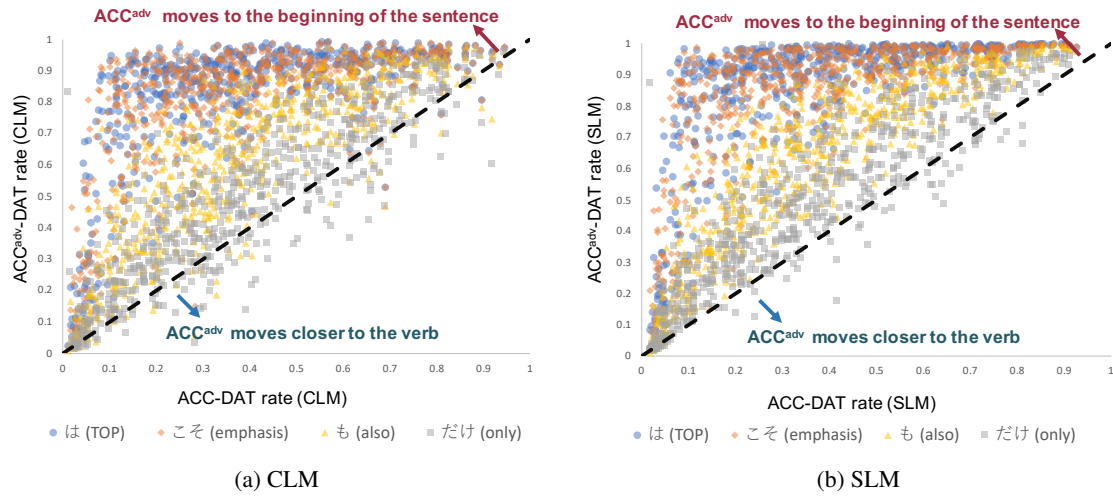 ACCadv moves to the beginning of the sentence
1
0.9
0.8
0.7
0.6
0.5
0.4
0.3
0.2
0.1
0
ACCadv-DAT rate (CLM)
ACCadv moves closer to the verb
0 0.1 0.2 0.3 0.4 0.5 0.6 0.7 0.8 0.9 1
ACC-DAT rate (CLM)
は (TOP) こそ (emphasis) も (also) だけ (only)
(a) CLM
ACCadv moves to the beginning of the sentence
1
0.9
0.8
0.7
0.6
0.5
0.4
0.3
0.2
0.1
0
ACCadv-DAT rate (SLM)
ACCadv moves closer to the verb
0 0.1 0.2 0.3 0.4 0.5 0.6 0.7 0.8 0.9 1
ACC-DAT rate (SLM)
は (TOP) こそ (emphasis) も (also) だけ (only)
(b) SLM